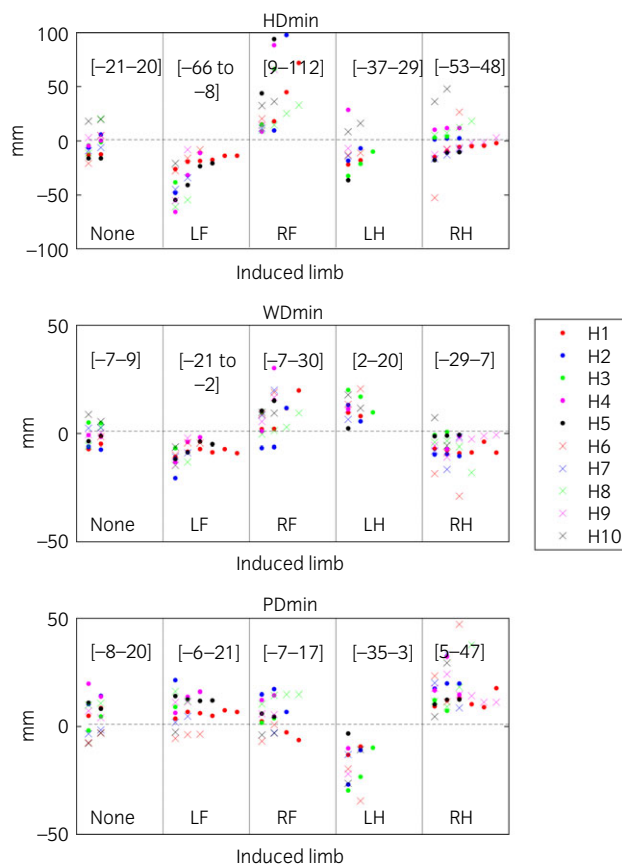 HDmin
100
50
0
−50
−100
mm
[−21–20]
[−66 to
−8]
[9–112]
[−37–29]
[−53–48]
None
LF
RF
LH
RH
Induced limb
WDmin
50
0
−50
mm
[−7–9]
[−21 to
−2]
[−7–30]
[2–20]
[−29–7]
None
LF
RF
LH
RH
Induced limb
H1
H2
H3
H4
H5
H6
H7
H8
H9
H10
PDmin
50
0
−50
mm
[−8–20]
[−6–21]
[−7–17]
[−35–3]
[5–47]
None
LF
RF
LH
RH
Induced limb